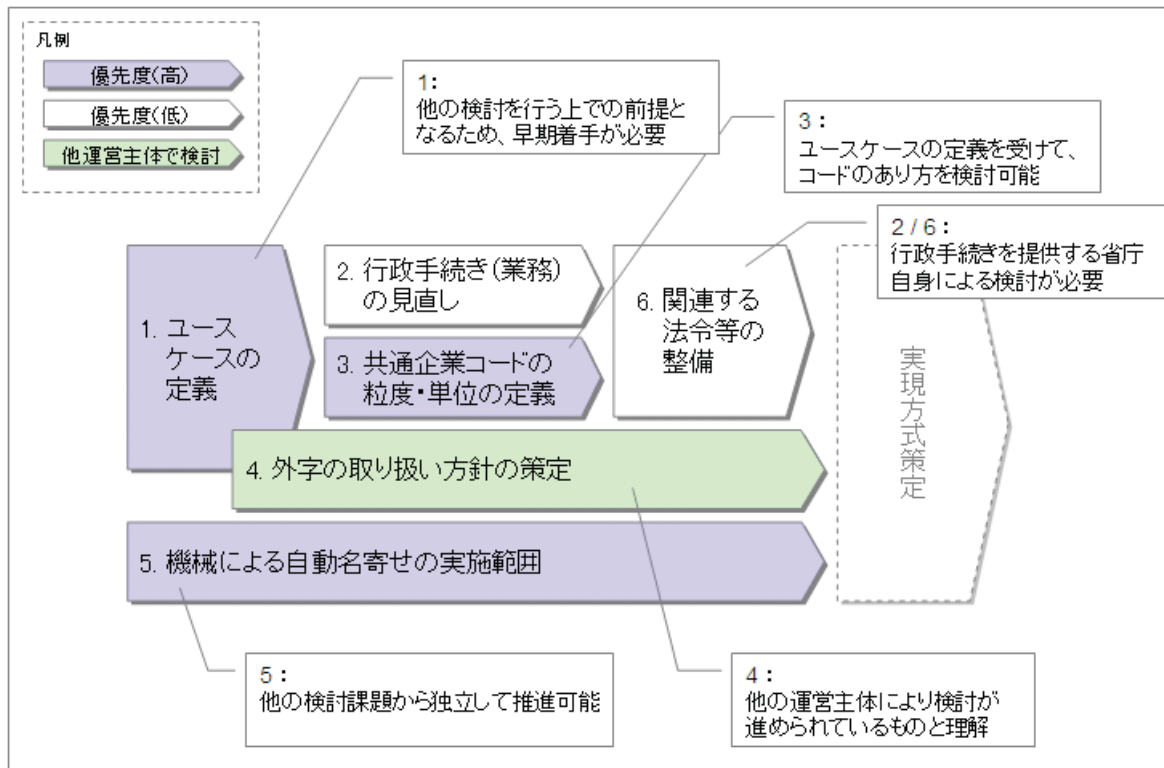 凡例
優先度(高)
優先度(低)
他運営主体で検討
1:
他の検討を行う上での前提と
なるため、早期着手が必要
3:
ユースケースの定義を受けて、
コードのあり方を検討可能
2 / 6:
行政手続きを提供する省庁
自身による検討が必要
1. ユース
ケースの
定義
2. 行政手続き(業務)
の見直し
3. 共通企業コードの
粒度・単位の定義
6. 関連する
法令等の
整備
実現方式策定
4. 外字の取り扱い方針の策定
5. 機械による自動名寄せの実施範囲
5:
他の検討課題から独立して推進可能
4:
他の運営主体により検討が
進められているものと理解